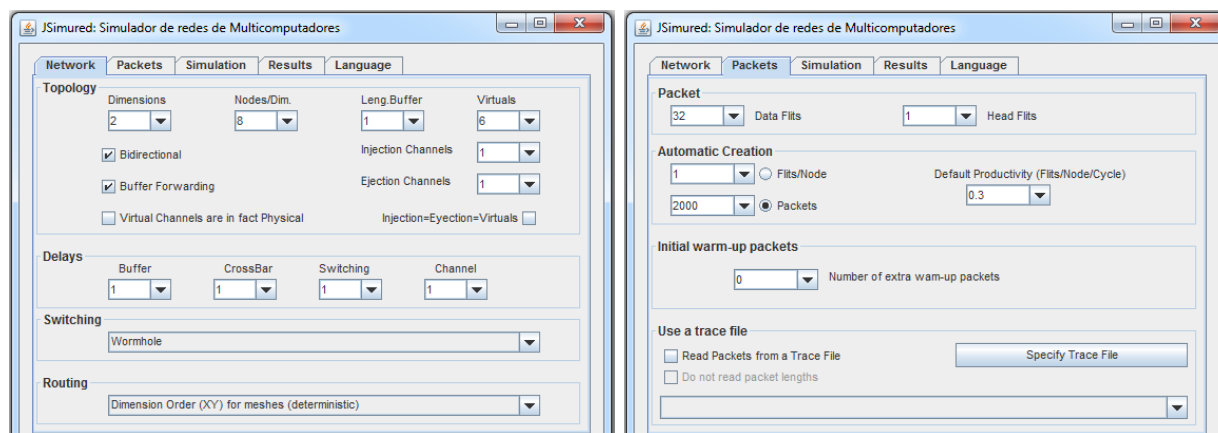 JSimured: Simulador de redes de Multicomputadores
Network Packets Simulation Results Language
Topology
Dimensions Nodes/Dim. Leng.Buffer Virtuals
2 8 1 6
Bidirectional Injection Channels 1
Buffer Forwarding Ejection Channels 1
Virtual Channels are in fact Physical Injection=Eyection=Virtuals
Delays
Buffer CrossBar Switching Channel
1 1 1 1
Switching
Wormhole
Routing
Dimension Order (XY) for meshes (deterministic)
JSimured: Simulador de redes de Multicomputadores
Network Packets Simulation Results Language
Packet
32 Data Flits 1 Head Flits
Automatic Creation
1 Flits/Node Default Productivity (Flits/Node/Cycle)
0.3
2000 Packets
Initial warm-up packets
0 Number of extra wam-up packets
Use a trace file
Read Packets from a Trace File Specify Trace File
Do not read packet lengths